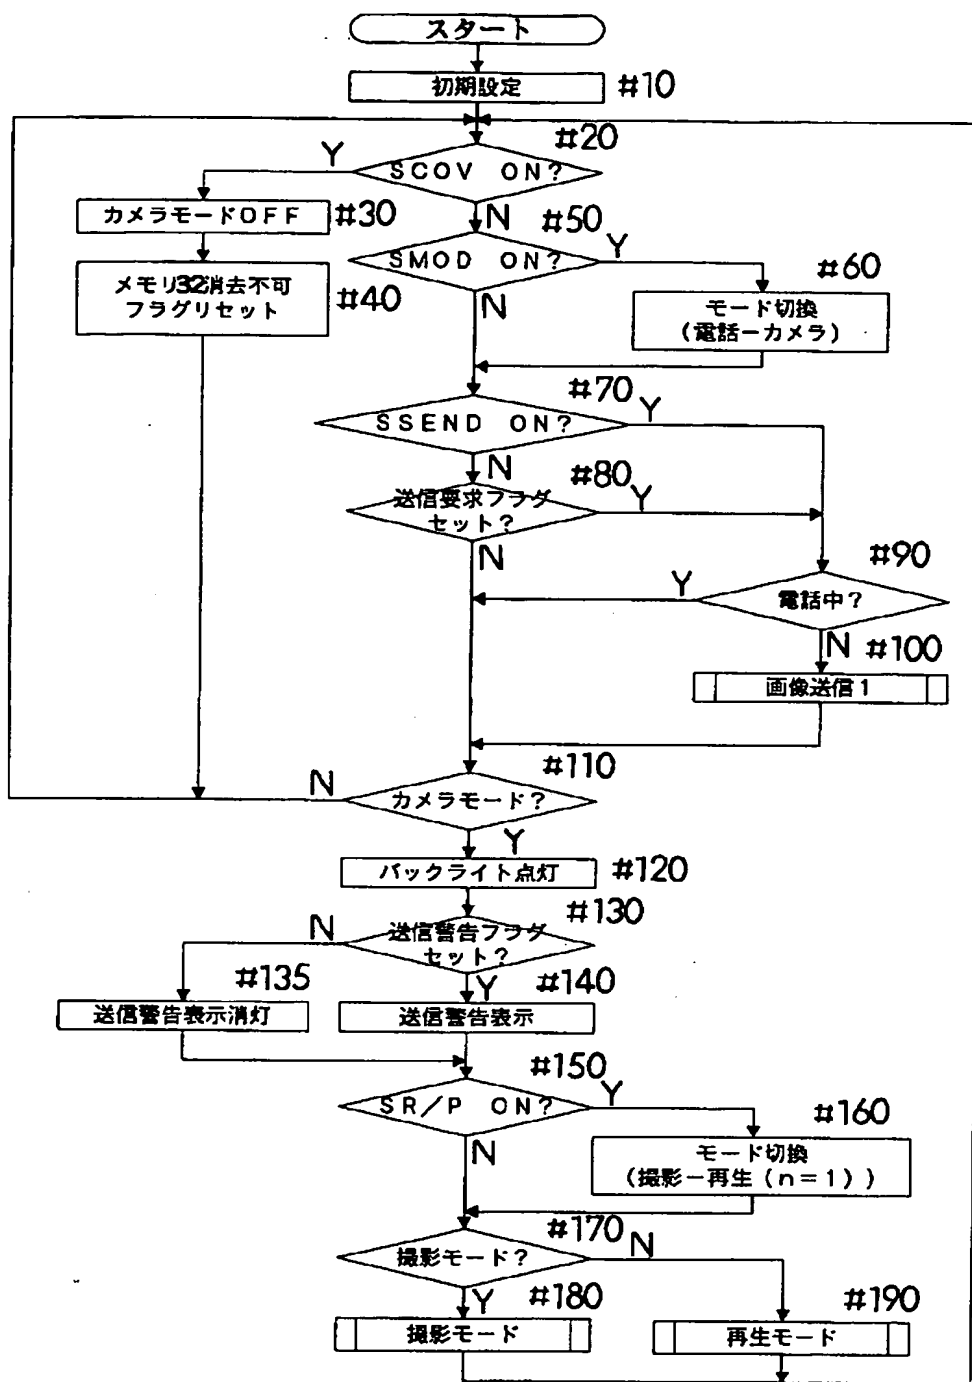 スタート
初期設定 #10
#20
Y
SCOV ON?
カメラモードOFF #30
N #50
SMOD ON? Y
メモリ32消去不可
フラグリセット #40
N
#60
モード切換
(電話ーカメラ)
#70
SSEND ON? Y
N #80
送信要求フラグ
セット? Y
N
#90
電話中?
Y
N #100
画像送信1
#110
N カメラモード?
Y
バックライト点灯 #120
#130
N 送信警告フラグ
セット?
#135
Y #140
送信警告表示消灯 送信警告表示
#150
SR/P ON? Y
N
#160
モード切換
(撮影ー再生(n=1))
#170
撮影モード? N
Y #180
#190
撮影モード 再生モード